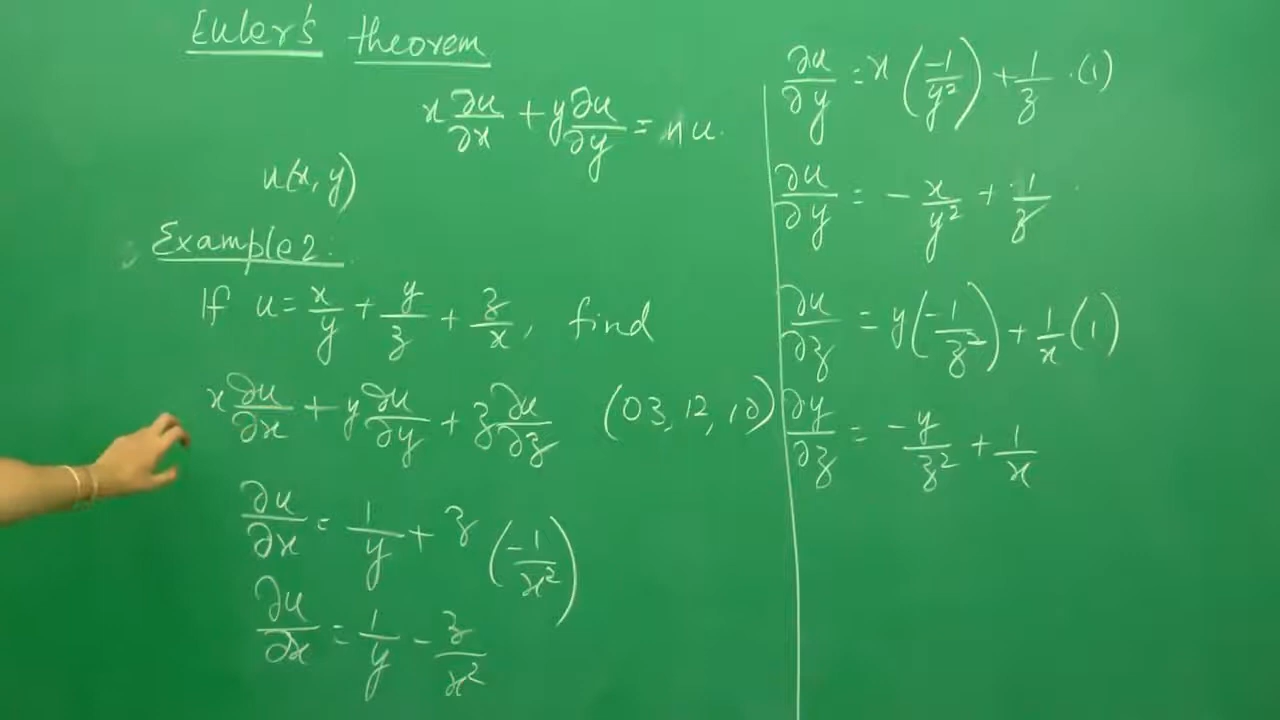 Euler's theorem
x ∂u/∂x + y ∂u/∂y = nu.
u(x, y)
Example 2.
If u = x/y + y/z + z/x, find
x ∂u/∂x + y ∂u/∂y + z ∂u/∂z (03, 12, 10)
∂u/∂x = 1/y + z (-1/x²)
∂u/∂x = 1/y - z/x²
∂u/∂y = x (-1/y²) + 1/z · (1)
∂u/∂y = - x/y² + 1/z
∂u/∂z = y (-1/z²) + 1/x (1)
∂y/∂z = -y/z² + 1/x